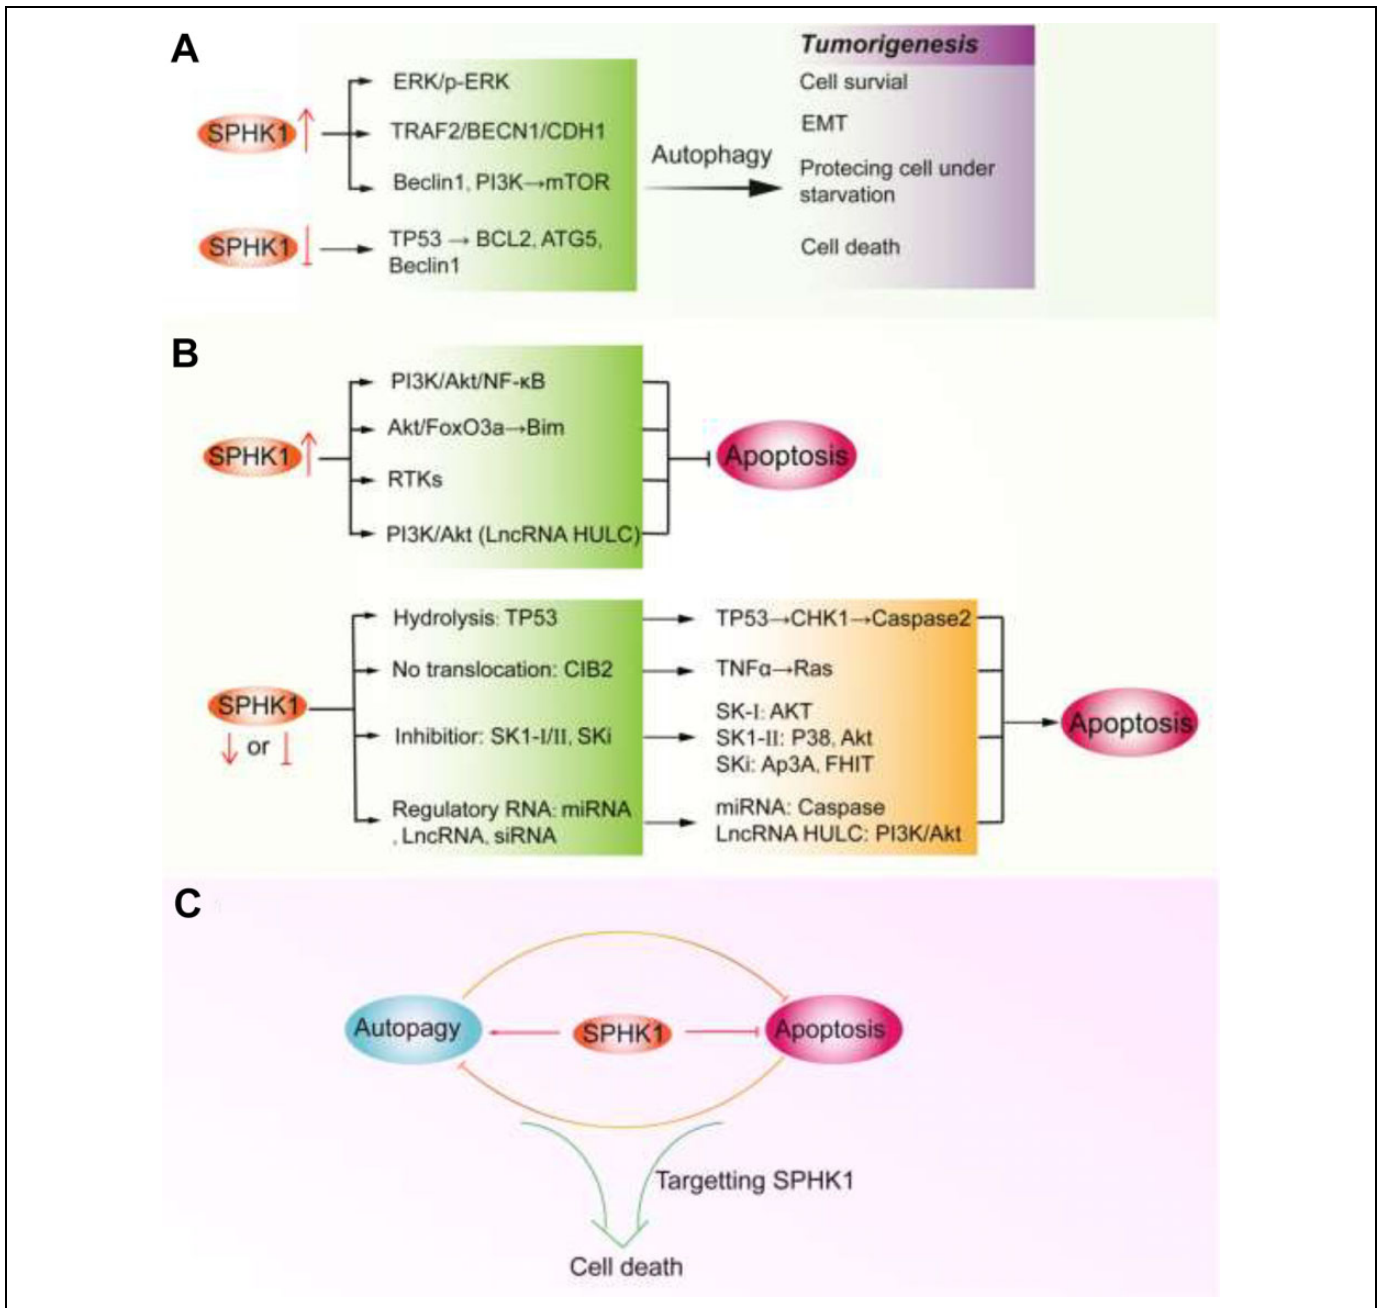 A
Tumorigenesis
SPHK1
ERK/p-ERK
TRAF2/BECN1/CDH1
Beclin1, PI3K→mTOR
SPHK1
TP53 → BCL2, ATG5,
Beclin1
Autophagy
Cell survial
EMT
Protecing cell under
starvation
Cell death
B
SPHK1
PI3K/Akt/NF-κB
Akt/FoxO3a→Bim
RTKs
PI3K/Akt (LncRNA HULC)
Apoptosis
SPHK1
or
Hydrolysis: TP53
No translocation: CIB2
Inhibitior: SK1-I/II, SKi
Regulatory RNA: miRNA
, LncRNA, siRNA
TP53→CHK1→Caspase2
TNFα→Ras
SK-I: AKT
SK1-II: P38, Akt
SKi: Ap3A, FHIT
miRNA: Caspase
LncRNA HULC: PI3K/Akt
Apoptosis
C
Autopagy
SPHK1
Apoptosis
Targetting SPHK1
Cell death